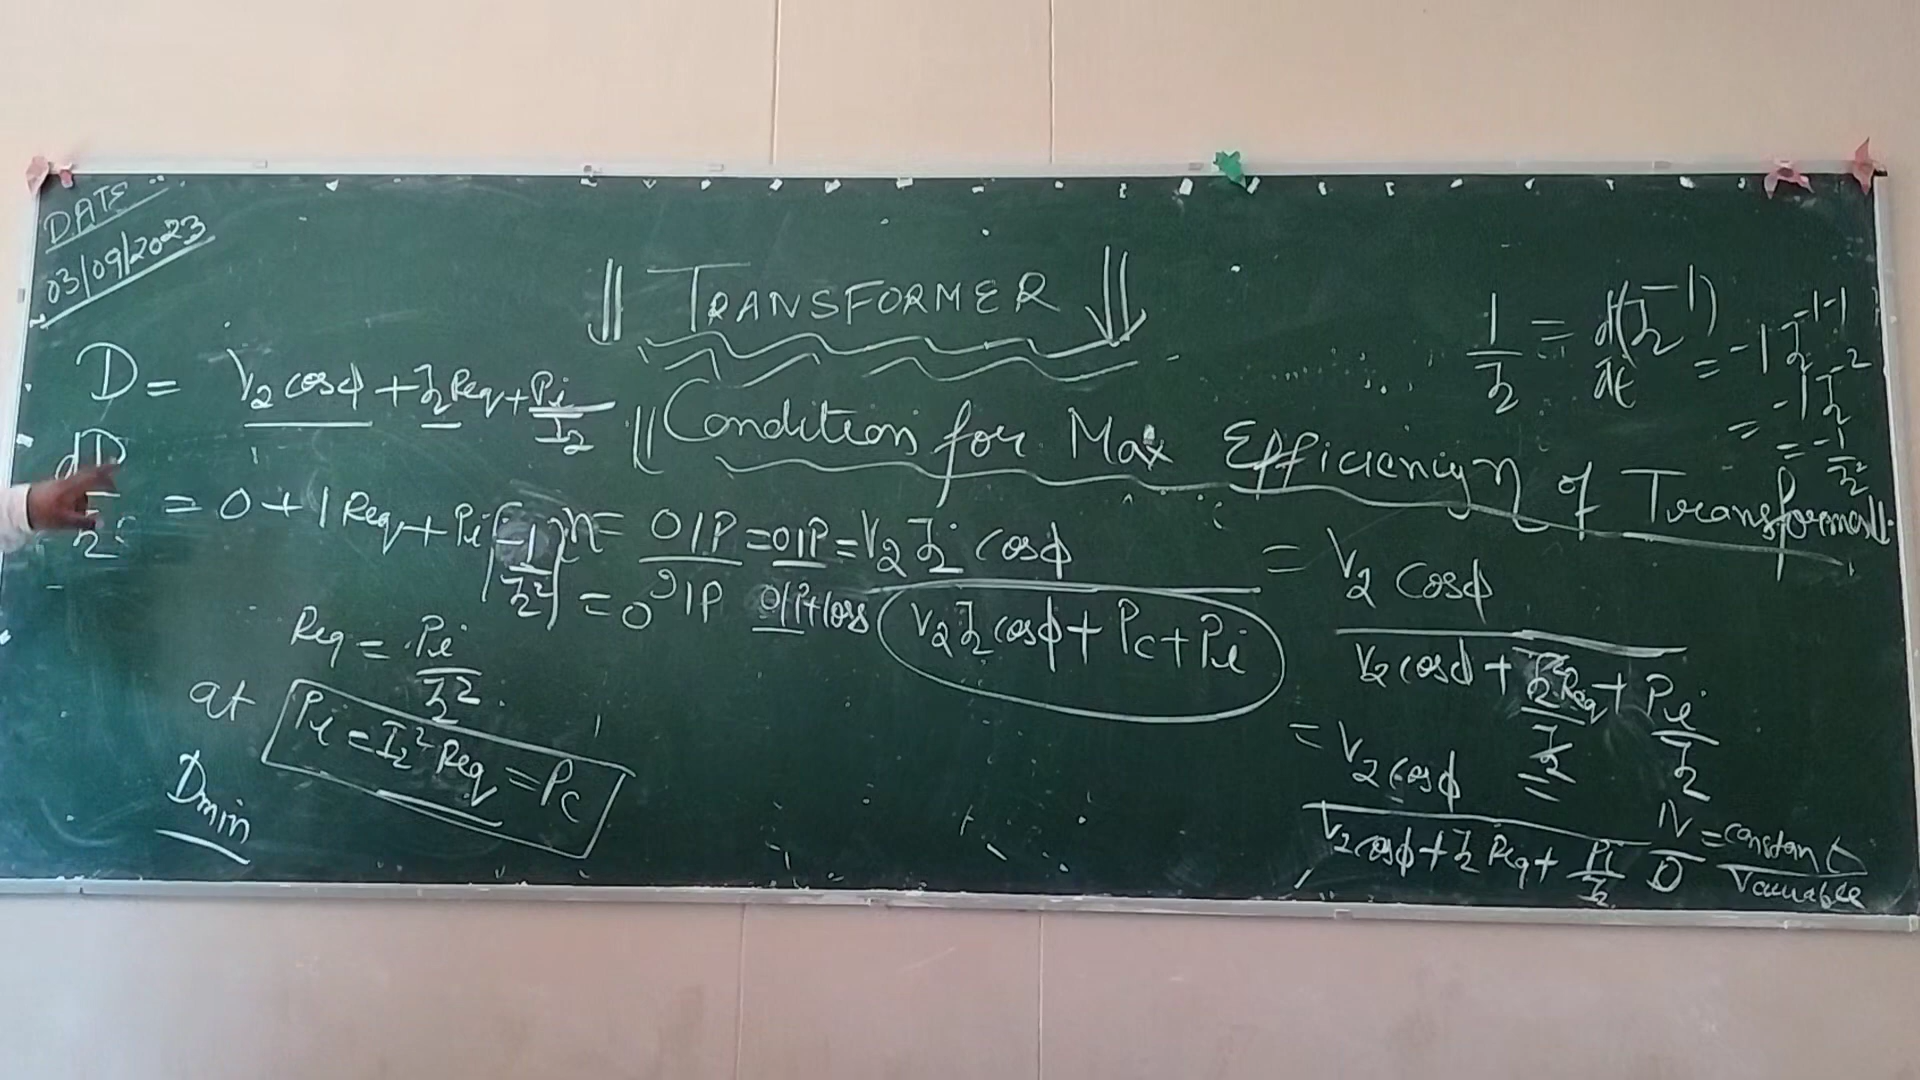 DATE
03/09/2023
TRANSFORMER
Condition for Max Efficiency η of Transformer
1/I₂ = d(I₂⁻¹)/dt = -1 I₂⁻¹⁻¹
= -1 I₂⁻²
= -1/I₂²
D = V₂ cosφ + I₂ Req + Pi/I₂
dD/I₂ = 0 + 1 Req + Pi (-1/I₂²) = 0
Req = Pi/I₂²
at Pi = I₂² Req = Pc
Dmin
η = O/P / I/P = O/P / O/P + loss = V₂ I₂ cosφ / V₂ I₂ cosφ + Pc + Pi
= V₂ cosφ / V₂ cosφ + I₂² Req/I₂ + Pi/I₂
= V₂ cosφ / V₂ cosφ + I₂ Req + Pi/I₂
N/D = constant/Variable